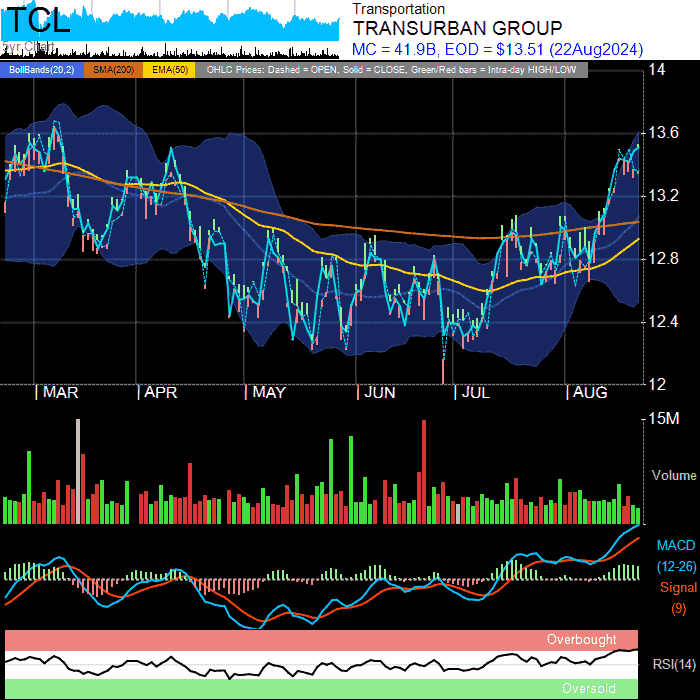 TCL
5yr Chart
Transportation
TRANSURBAN GROUP
MC = 41.9B, EOD = $13.51 (22Aug2024)
BollBands(20,2) SMA(200) EMA(50) OHLC Prices: Dashed = OPEN, Solid = CLOSE, Green/Red bars = Intra-day HIGH/LOW
14
13.6
13.2
12.8
12.4
12
MAR APR MAY JUN JUL AUG
15M
Volume
MACD
(12-26)
Signal
(9)
Overbought
RSI(14)
Oversold